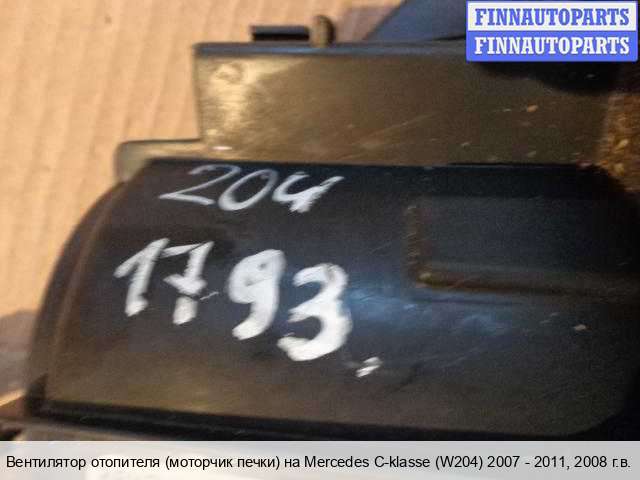 FINNAUTOPARTS
FINNAUTOPARTS
204
1793.
Вентилятор отопителя (моторчик печки) на Mercedes C-klasse (W204) 2007 - 2011, 2008 г.в.